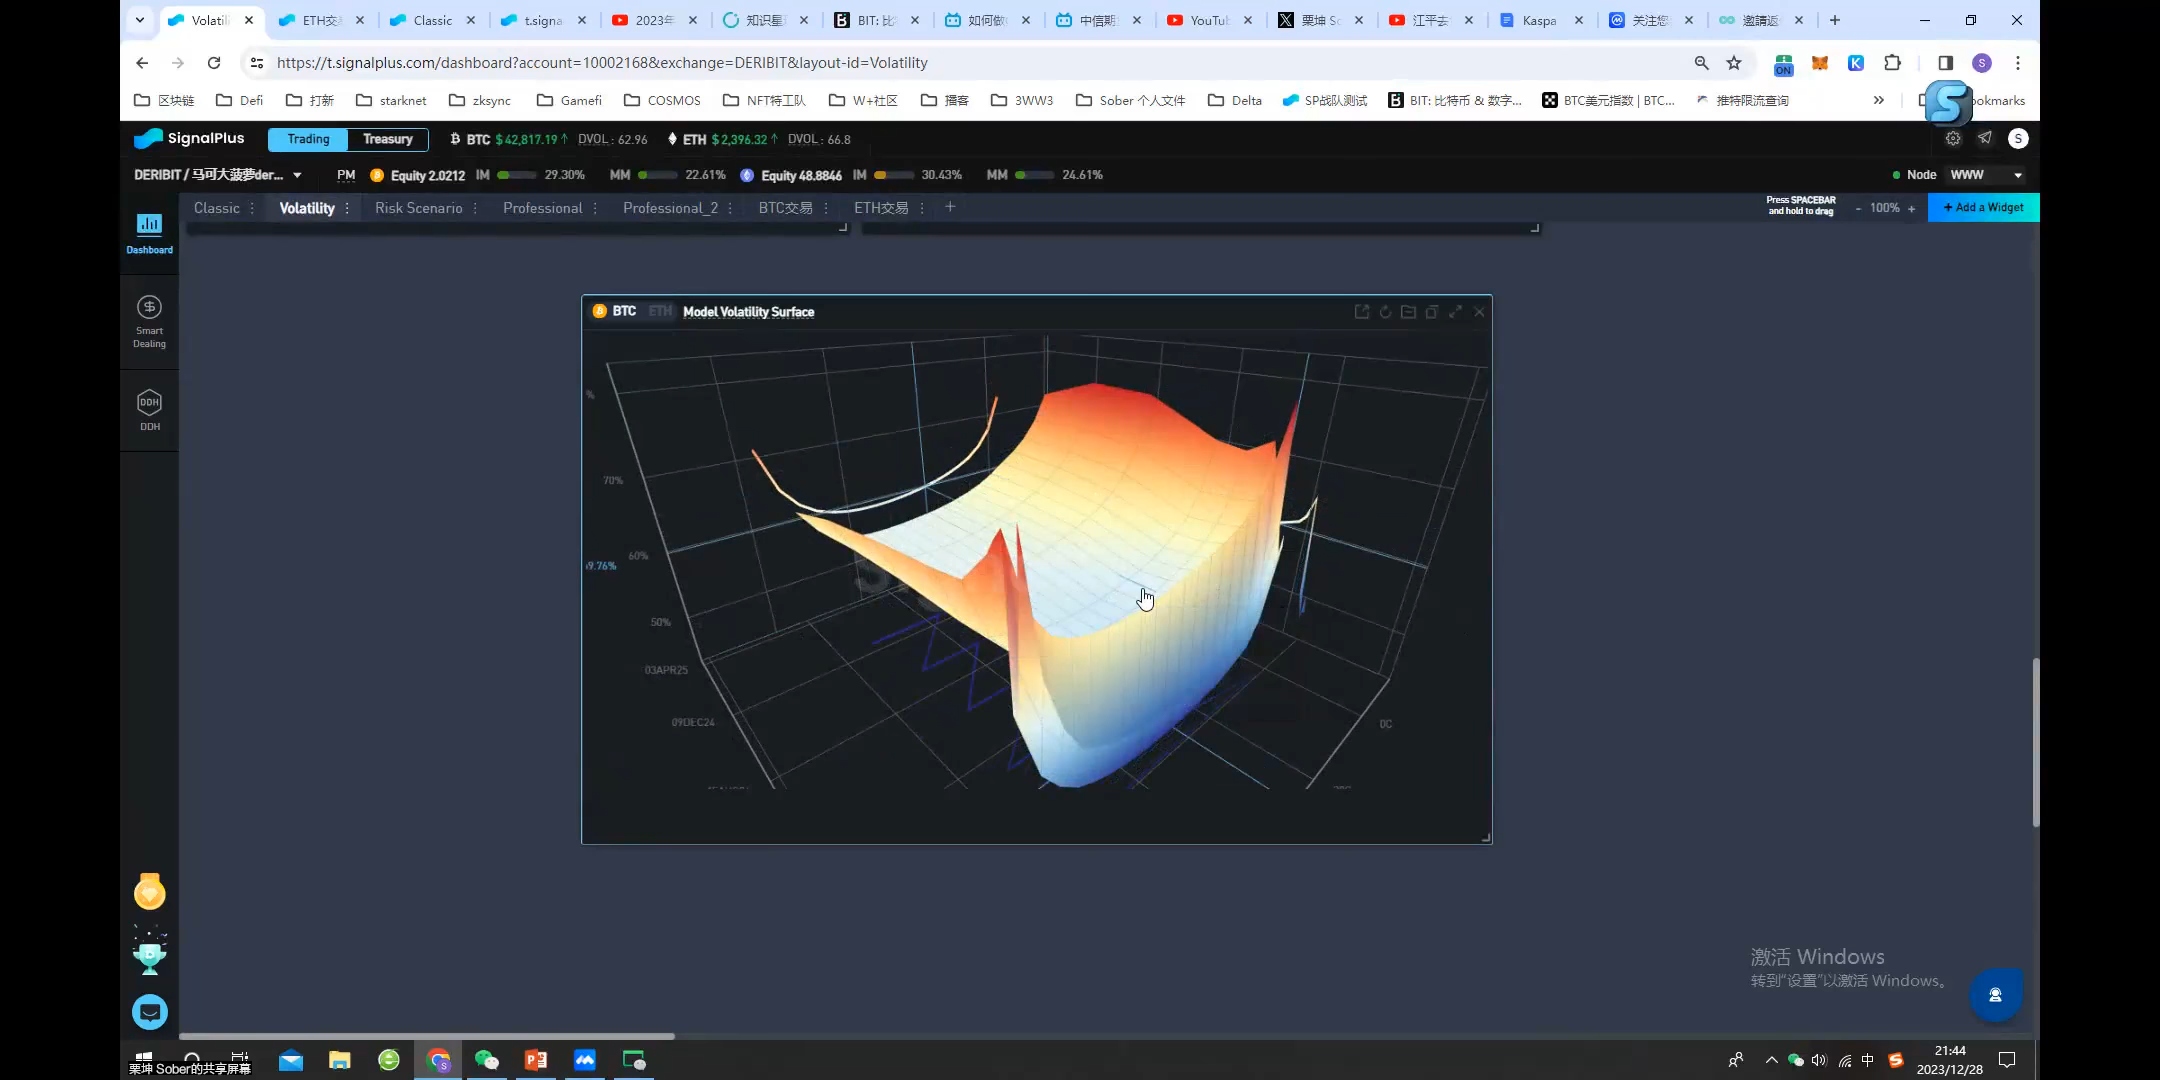 Volatili
ETH交
Classic
t.signa
2023年
知识星
BIT: 比
如何做
中信期
YouTub
栗坤 So
江平去
Kaspa
关注您
邀請返
https://t.signalplus.com/dashboard?account=10002168&exchange=DERIBIT&layout-id=Volatility
ON
S
区块链
Defi
打新
starknet
zksync
Gamefi
COSMOS
NFT特工队
W+社区
播客
3WW3
Sober 个人文件
Delta
SP战队测试
BIT: 比特币 & 数字...
BTC美元指数 | BTC...
推特限流查询
»
ookmarks
SignalPlus
Trading
Treasury
BTC $42,817.19↑ DVOL: 62.96
ETH $2,396.32↑ DVOL: 66.8
S
DERIBIT / 马可大菠萝der...
PM
Equity 2.0212
IM 29.30%
MM 22.61%
Equity 48.8846
IM 30.43%
MM 24.61%
Node WWW
Classic
Volatility
Risk Scenario
Professional
Professional_2
BTC交易
ETH交易
+
Press SPACEBAR
and hold to drag
- 100% +
+ Add a Widget
Dashboard
Smart
Dealing
DDH
DDH
BTC ETH Model Volatility Surface
%
70%
60%
9.76%
50%
03APR25
09DEC24
0C
激活 Windows
转到"设置"以激活 Windows。
栗坤 Sober的共享屏幕
中
21:44
2023/12/28